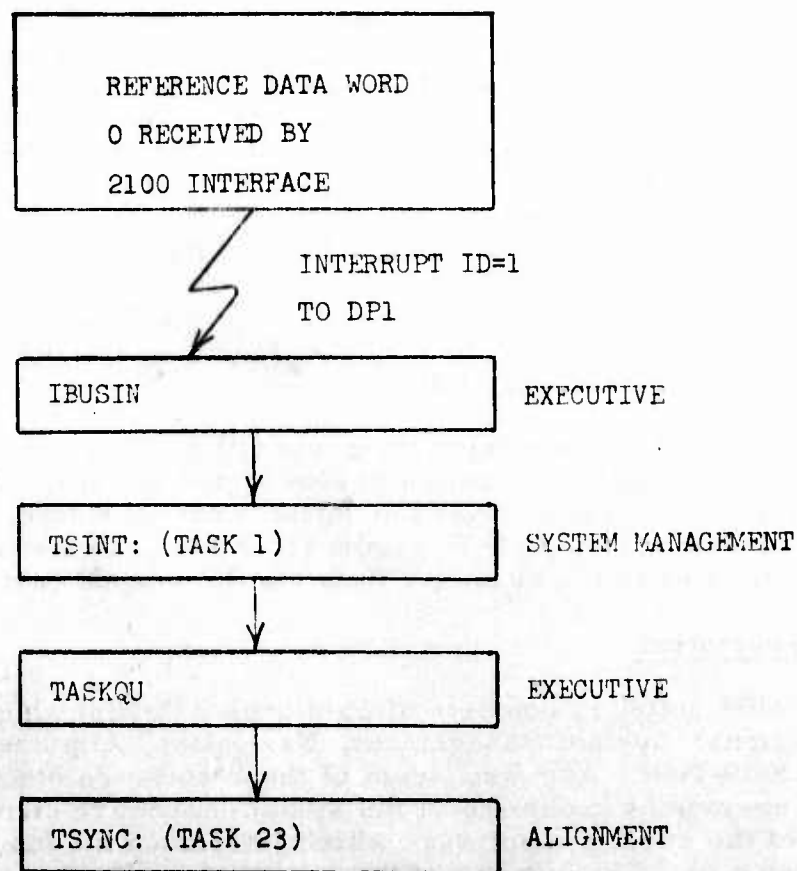 REFERENCE DATA WORD
0 RECEIVED BY
2100 INTERFACE
INTERRUPT ID=1
TO DP1
IBUSIN
EXECUTIVE
TSINT: (TASK 1)
SYSTEM MANAGEMENT
TASKQU
EXECUTIVE
TSYNC: (TASK 23)
ALIGNMENT